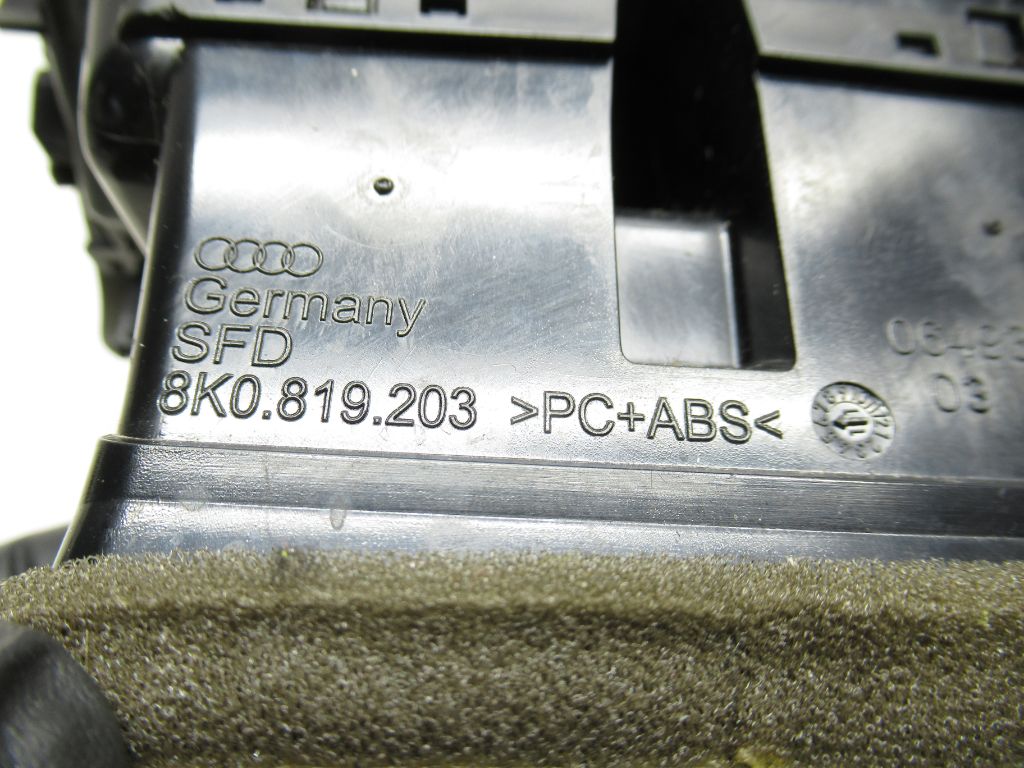 Germany
SFD
8K0.819.203 >PC+ABS<
03